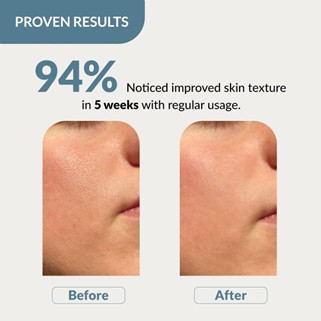 PROVEN RESULTS
94% Noticed improved skin texture
in 5 weeks with regular usage.
Before
After